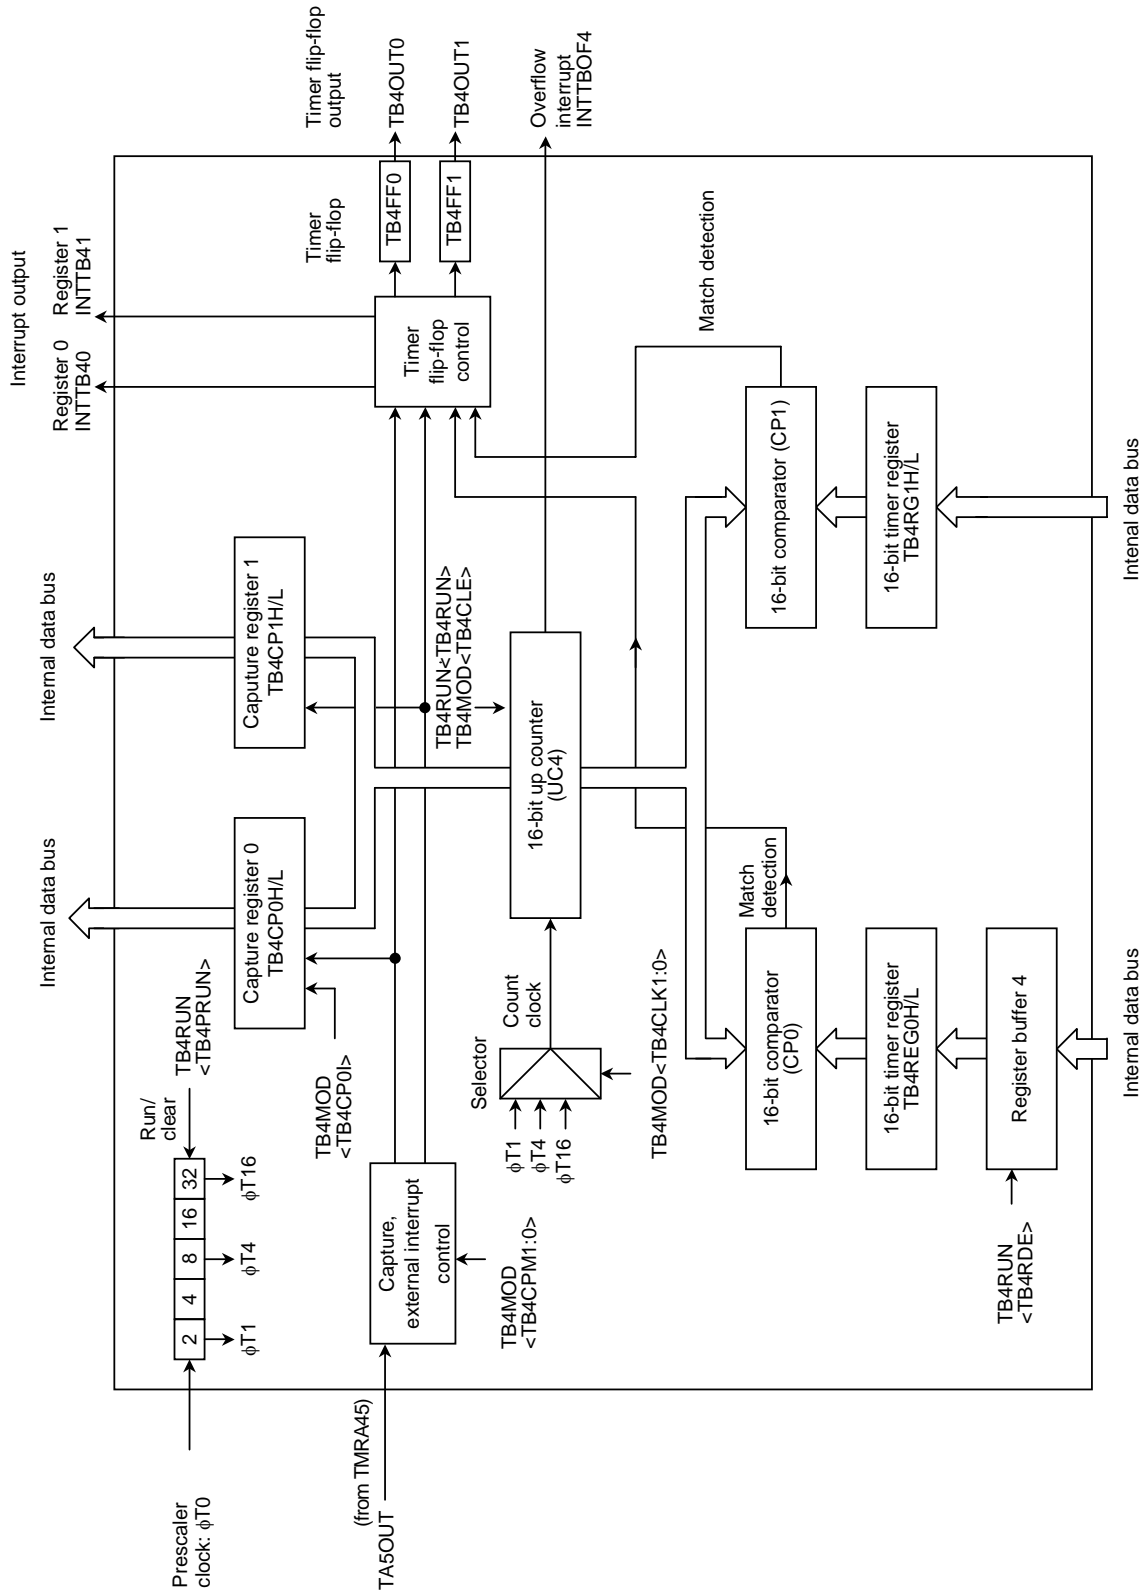 Prescaler
clock: ϕT0
2
4
8
16
32
Run/
clear
TB4RUN
<TB4PRUN>
ϕT1
ϕT4
ϕT16
Internal data bus
Internal data bus
Interrupt output
Register 0
INTTB40
Register 1
INTTB41
Capture register 0
TB4CP0H/L
Caputure register 1
TB4CP1H/L
TB4MOD
<TB4CP0I>
Timer
flip-flop
Timer flip-flop
output
TA5OUT
(from TMRA45)
Capture,
external interrupt
control
TB4MOD
<TB4CPM1:0>
Timer
flip-flop
control
TB4FF0
TB4OUT0
TB4FF1
TB4OUT1
TB4RUN<TB4RUN>
TB4MOD<TB4CLE>
Selector
ϕT1
ϕT4
ϕT16
Count
clock
TB4MOD<TB4CLK1:0>
16-bit up counter
(UC4)
Overflow
interrupt
INTTBOF4
Match
detection
Match detection
16-bit comparator
(CP0)
16-bit comparator (CP1)
16-bit timer register
TB4REG0H/L
16-bit timer register
TB4RG1H/L
Register buffer 4
TB4RUN
<TB4RDE>
Internal data bus
Intenal data bus